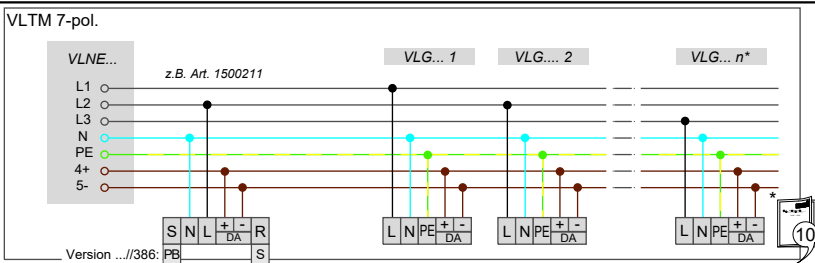 VLTM 7-pol.
VLNE...
z.B. Art. 1500211
VLG... 1
VLG.... 2
VLG... n*
L1
L2
L3
N
PE
4+
5-
*
S N L + - R
DA
L N PE + -
DA
L N PE + -
DA
L N PE + -
DA
10
Version ...//386: PB S